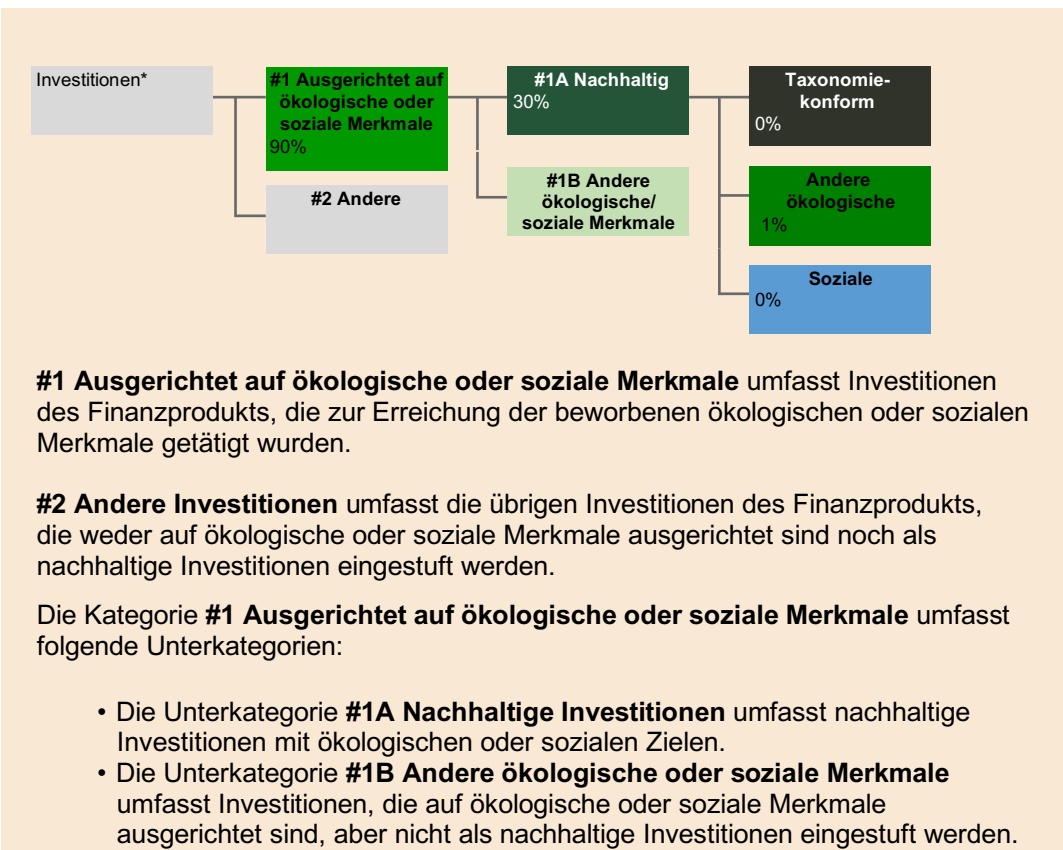 Investitionen*
#1 Ausgerichtet auf
ökologische oder
soziale Merkmale
90%
#2 Andere
#1A Nachhaltig
30%
#1B Andere
ökologische/
soziale Merkmale
Taxonomie-
konform
0%
Andere
ökologische
1%
Soziale
0%
#1 Ausgerichtet auf ökologische oder soziale Merkmale umfasst Investitionen
des Finanzprodukts, die zur Erreichung der beworbenen ökologischen oder sozialen
Merkmale getätigt wurden.
#2 Andere Investitionen umfasst die übrigen Investitionen des Finanzprodukts,
die weder auf ökologische oder soziale Merkmale ausgerichtet sind noch als
nachhaltige Investitionen eingestuft werden.
Die Kategorie #1 Ausgerichtet auf ökologische oder soziale Merkmale umfasst
folgende Unterkategorien:
• Die Unterkategorie #1A Nachhaltige Investitionen umfasst nachhaltige
Investitionen mit ökologischen oder sozialen Zielen.
• Die Unterkategorie #1B Andere ökologische oder soziale Merkmale
umfasst Investitionen, die auf ökologische oder soziale Merkmale
ausgerichtet sind, aber nicht als nachhaltige Investitionen eingestuft werden.